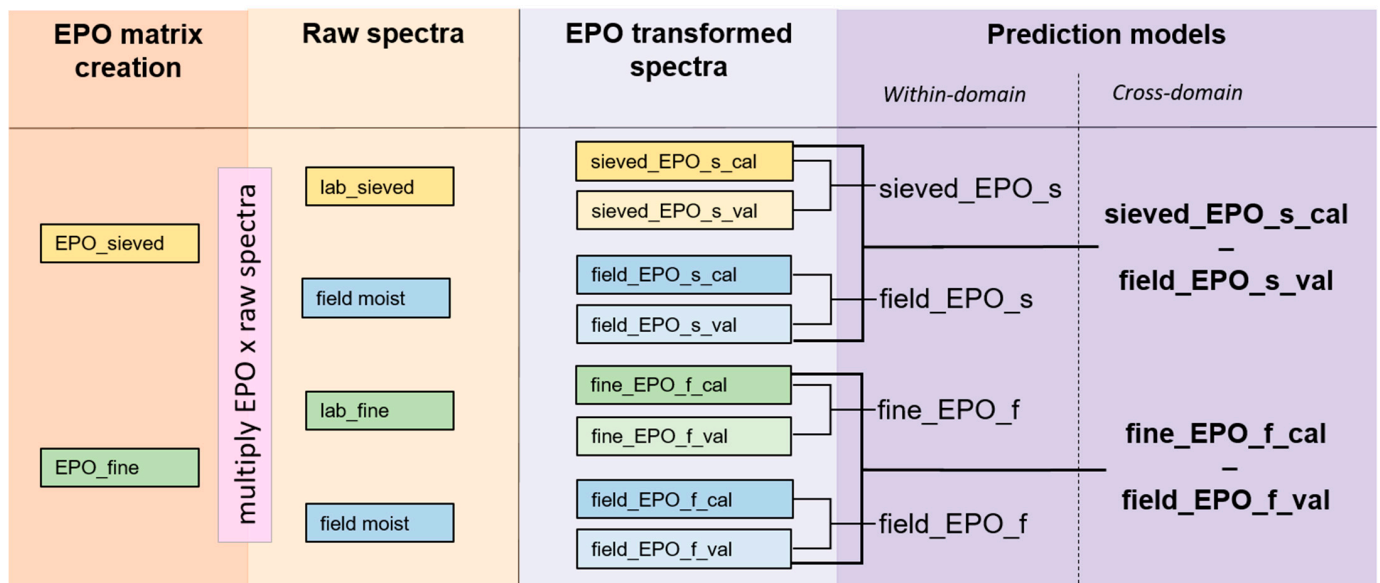 EPO matrix
creation
Raw spectra
EPO transformed
spectra
Prediction models
Within-domain
Cross-domain
EPO_sieved
EPO_fine
multiply EPO x raw spectra
lab_sieved
field moist
lab_fine
field moist
sieved_EPO_s_cal
sieved_EPO_s_val
field_EPO_s_cal
field_EPO_s_val
fine_EPO_f_cal
fine_EPO_f_val
field_EPO_f_cal
field_EPO_f_val
sieved_EPO_s
field_EPO_s
fine_EPO_f
field_EPO_f
sieved_EPO_s_cal
–
field_EPO_s_val
fine_EPO_f_cal
–
field_EPO_f_val